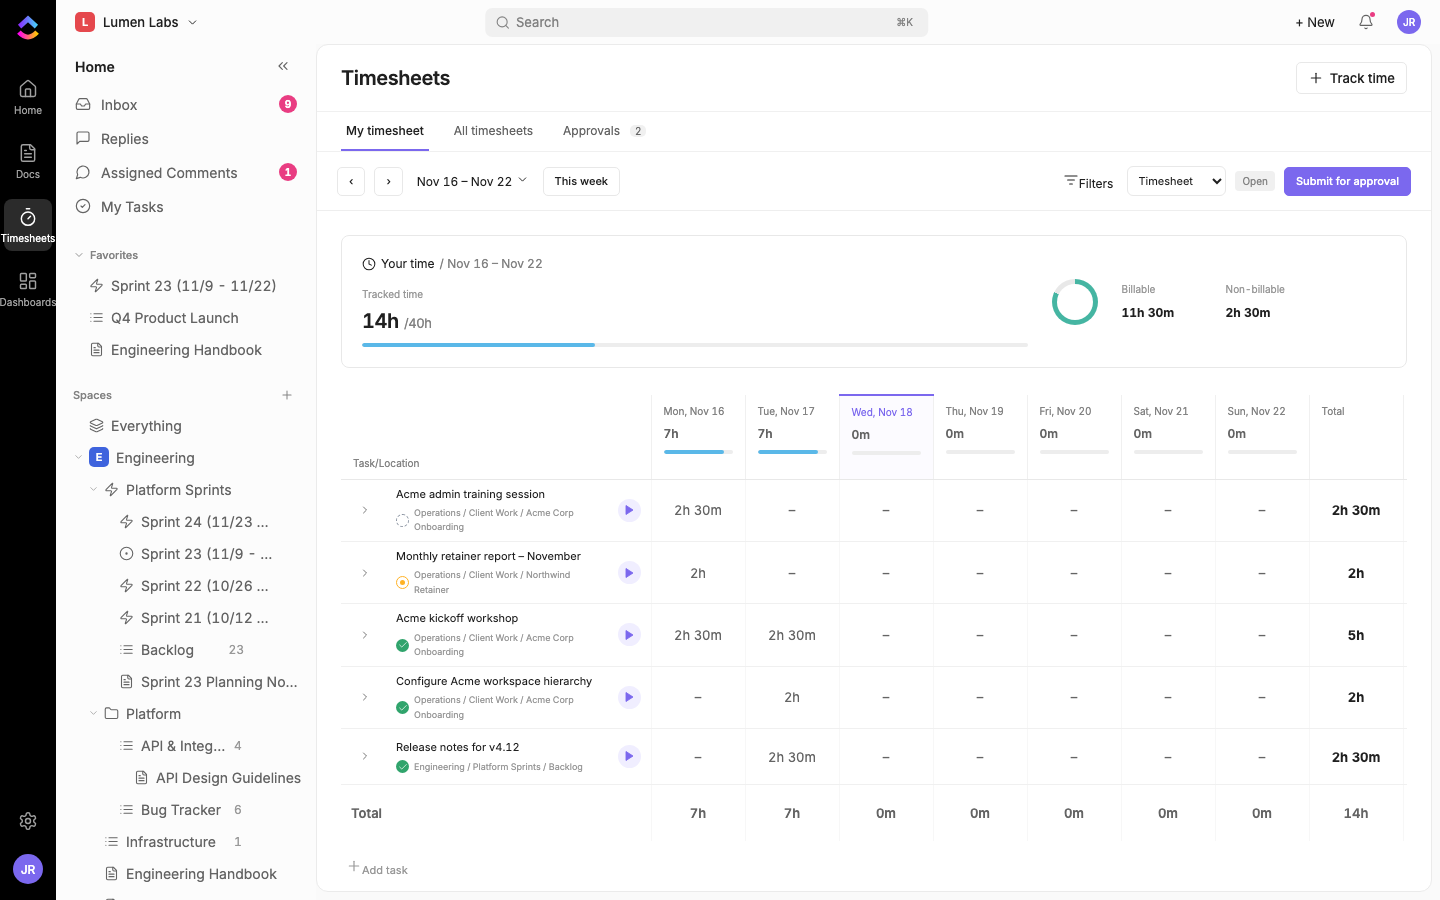 L Lumen Labs
Search ⌘K
+ New
JR
Home
Docs
Timesheets
Dashboards
JR
Home
Inbox 9
Replies
Assigned Comments 1
My Tasks
Favorites
Sprint 23 (11/9 - 11/22)
Q4 Product Launch
Engineering Handbook
Spaces
Everything
E Engineering
Platform Sprints
Sprint 24 (11/23 ...
Sprint 23 (11/9 - ...
Sprint 22 (10/26 ...
Sprint 21 (10/12 ...
Backlog 23
Sprint 23 Planning No...
Platform
API & Integ... 4
API Design Guidelines
Bug Tracker 6
Infrastructure 1
Engineering Handbook
Timesheets
+ Track time
My timesheet All timesheets Approvals 2
‹ › Nov 16 – Nov 22 This week
Filters Timesheet Open Submit for approval
Your time / Nov 16 – Nov 22
Tracked time
14h /40h
Billable Non-billable
11h 30m 2h 30m
Mon, Nov 16 Tue, Nov 17 Wed, Nov 18 Thu, Nov 19 Fri, Nov 20 Sat, Nov 21 Sun, Nov 22 Total
7h 7h 0m 0m 0m 0m 0m
Task/Location
Acme admin training session
Operations / Client Work / Acme Corp
Onboarding
2h 30m – – – – – – 2h 30m
Monthly retainer report – November
Operations / Client Work / Northwind
Retainer
2h – – – – – – 2h
Acme kickoff workshop
Operations / Client Work / Acme Corp
Onboarding
2h 30m 2h 30m – – – – – 5h
Configure Acme workspace hierarchy
Operations / Client Work / Acme Corp
Onboarding
– 2h – – – – – 2h
Release notes for v4.12
Engineering / Platform Sprints / Backlog
– 2h 30m – – – – – 2h 30m
Total 7h 7h 0m 0m 0m 0m 0m 14h
+ Add task